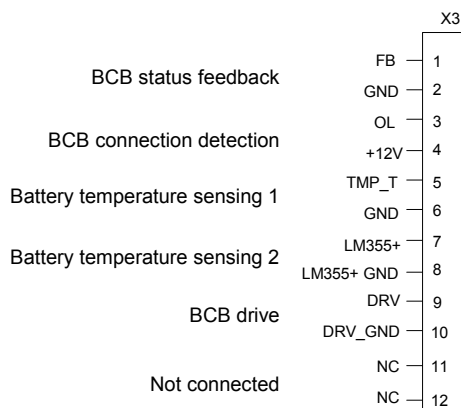 X3
BCB status feedback
FB 1
GND 2
BCB connection detection
OL 3
+12V 4
Battery temperature sensing 1
TMP_T 5
GND 6
Battery temperature sensing 2
LM355+ 7
LM355+ GND 8
BCB drive
DRV 9
DRV_GND 10
Not connected
NC 11
NC 12